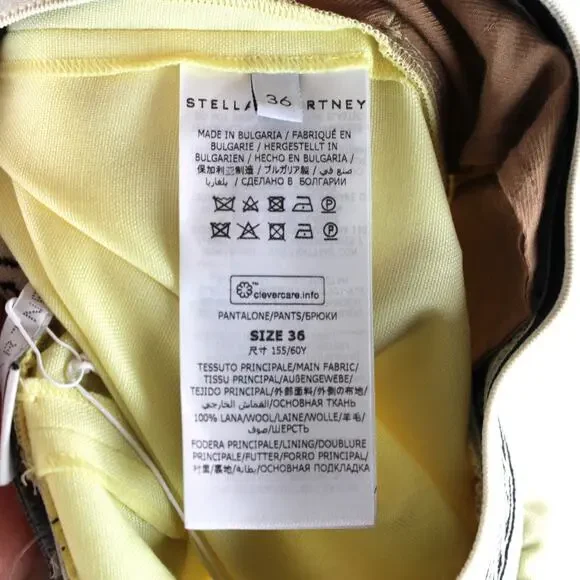 36
STELLA RTNEY
MADE IN BULGARIA / FABRIQUÉ EN
BULGARIE / HERGESTELLT IN
BULGARIEN / HECHO EN BULGARIA /
保加利亚制造 / ブルガリア製 / صنع في
بلغاريا / СДЕЛАНО В БОЛГАРИИ
clevercare.info
PANTALONE/PANTS/БРЮКИ
SIZE 36
尺寸 155/60Y
TESSUTO PRINCIPALE/MAIN FABRIC/
TISSU PRINCIPAL/AUßENGEWEBE/
TEJIDO PRINCIPAL/外部面料/外側の布地/
القماش الخارجي/ОСНОВНАЯ ТКАНЬ
100% LANA/WOOL/LAINE/WOLLE/羊毛/
صوف/ШЕРСТЬ
FODERA PRINCIPALE/LINING/DOUBLURE
PRINCIPALE/FUTTER/FORRO PRINCIPAL/
衬里/裏地/بطانة/ОСНОВНАЯ ПОДКЛАДКА